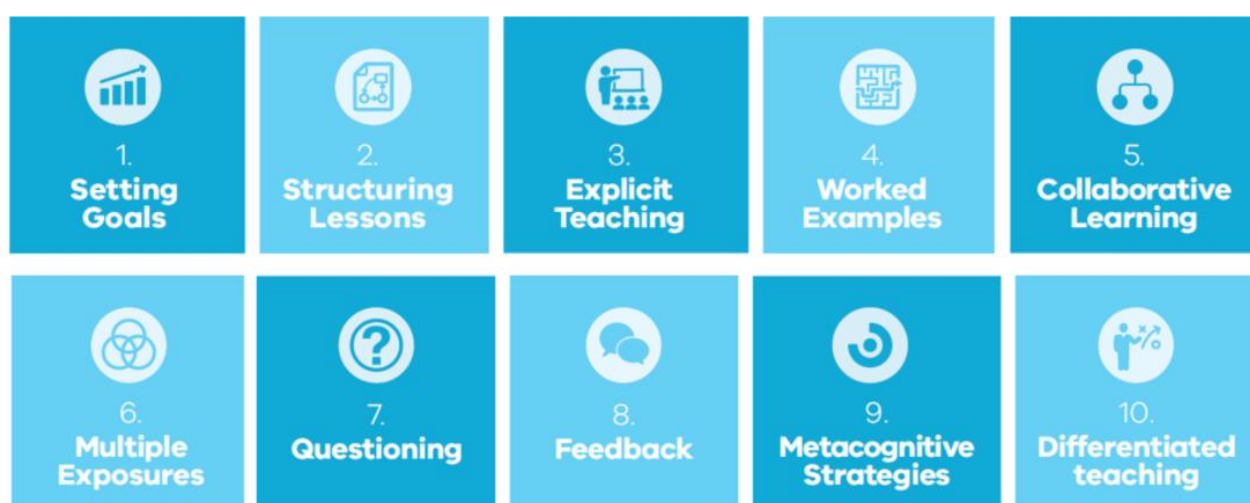 1.
Setting
Goals
2.
Structuring
Lessons
3.
Explicit
Teaching
4.
Worked
Examples
5.
Collaborative
Learning
6.
Multiple
Exposures
7.
Questioning
8.
Feedback
9.
Metacognitive
Strategies
10.
Differentiated
teaching